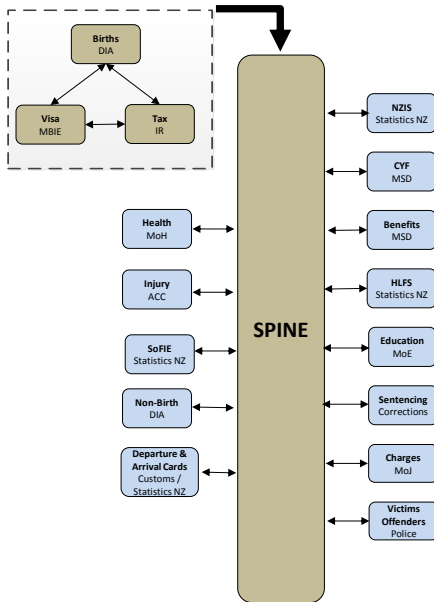 Births
DIA
Visa
MBIE
Tax
IR
SPINE
Health
MoH
Injury
ACC
SoFIE
Statistics NZ
Non-Birth
DIA
Departure &
Arrival Cards
Customs /
Statistics NZ
NZIS
Statistics NZ
CYF
MSD
Benefits
MSD
HLFS
Statistics NZ
Education
MoE
Sentencing
Corrections
Charges
MoJ
Victims
Offenders
Police